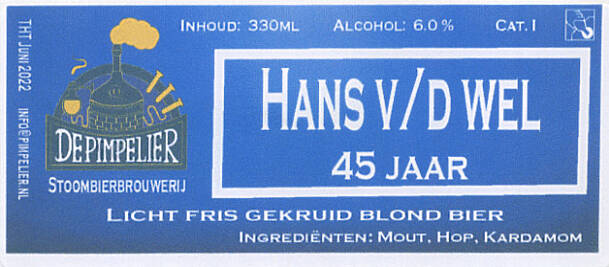 INHOUD: 330ML ALCOHOL: 6.0 % CAT. I
THT JUNI 2022 INFO@PIMPELIER.NL
DE PIMPELIER
STOOMBIERBROUWERIJ
HANS V/D WEL
45 JAAR
LICHT FRIS GEKRUID BLOND BIER
INGREDIËNTEN: MOUT, HOP, KARDAMOM